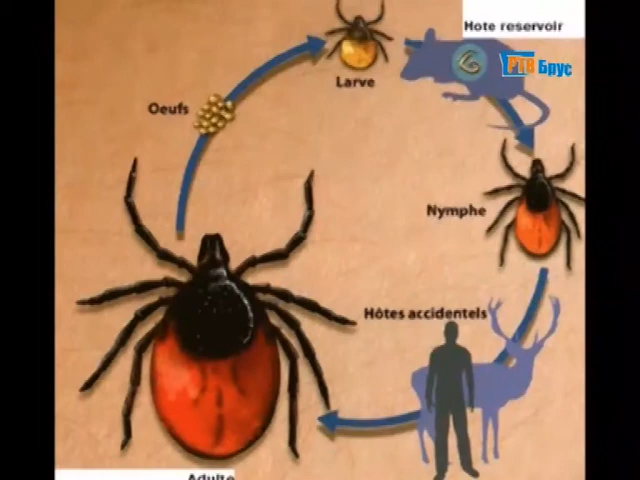 Hote reservoir
РТВ Брус
Larve
Oeufs
Nymphe
Hôtes accidentels
Adulte